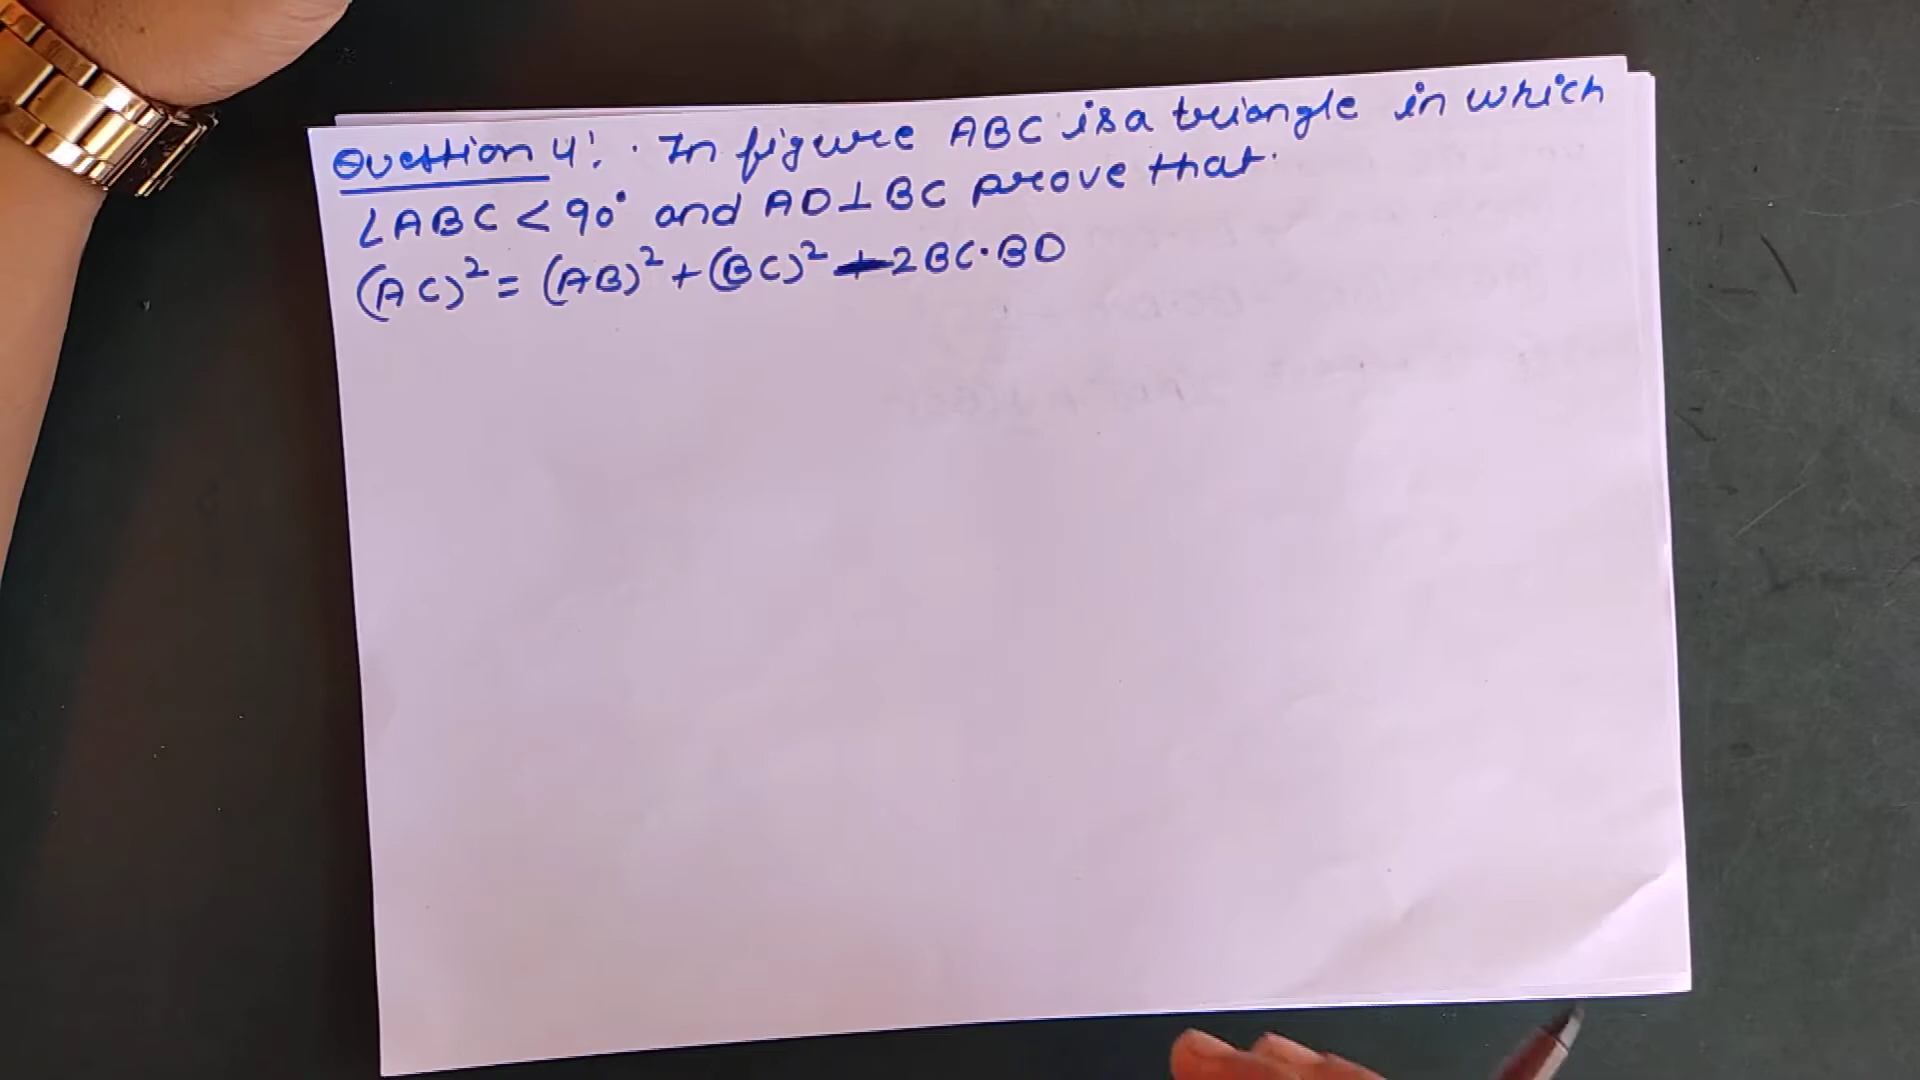 Question 4:. In figure ABC is a triangle in which
∠ABC < 90° and AD⊥BC prove that.
(AC)² = (AB)² + (BC)² - 2BC·BD